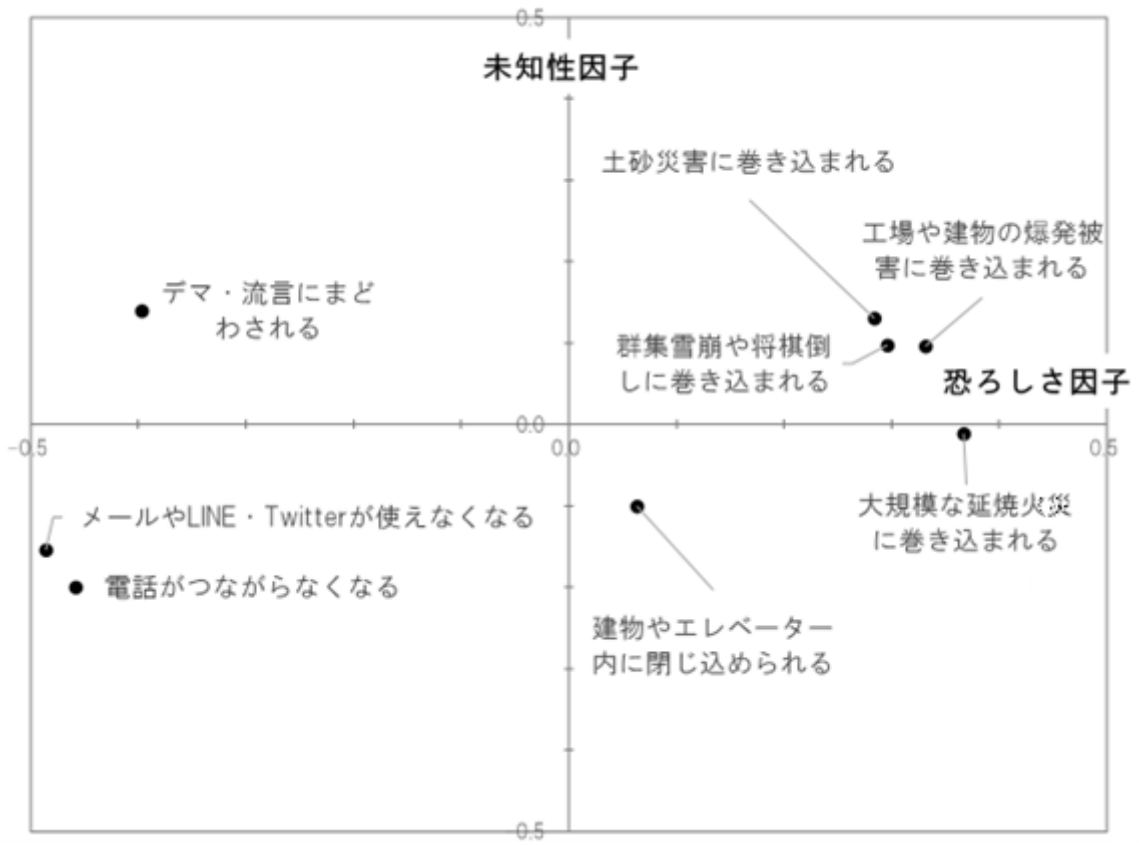 0.5
未知性因子
土砂災害に巻き込まれる
工場や建物の爆発被
害に巻き込まれる
デマ・流言にまど
わされる
群集雪崩や将棋倒
しに巻き込まれる
恐ろしさ因子
0.0
-0.5
0.0
0.5
メールやLINE・Twitterが使えなくなる
大規模な延焼火災
に巻き込まれる
電話がつながらなくなる
建物やエレベーター
内に閉じ込められる
-0.5